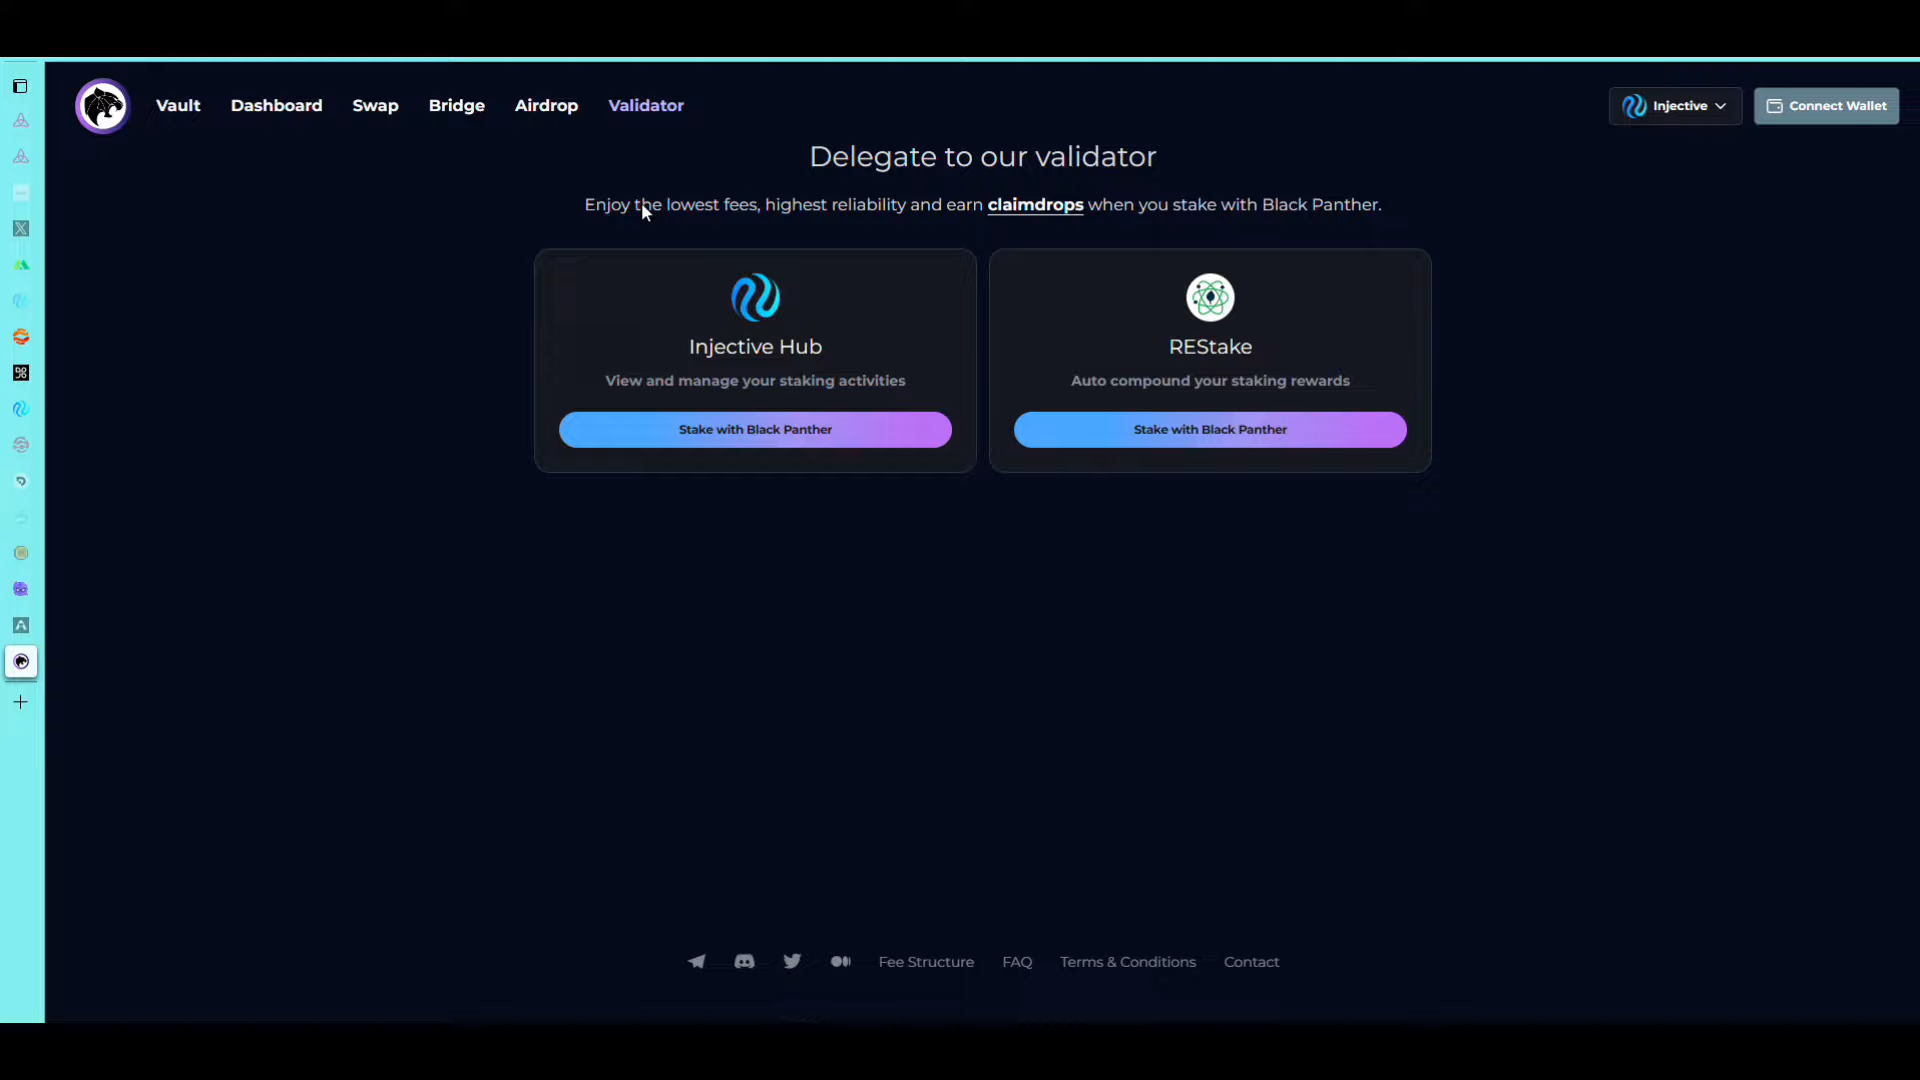 Vault Dashboard Swap Bridge Airdrop Validator Injective Connect Wallet
Delegate to our validator
Enjoy the lowest fees, highest reliability and earn claimdrops when you stake with Black Panther.
Injective Hub
View and manage your staking activities
Stake with Black Panther
REStake
Auto compound your staking rewards
Stake with Black Panther
Fee Structure FAQ Terms & Conditions Contact